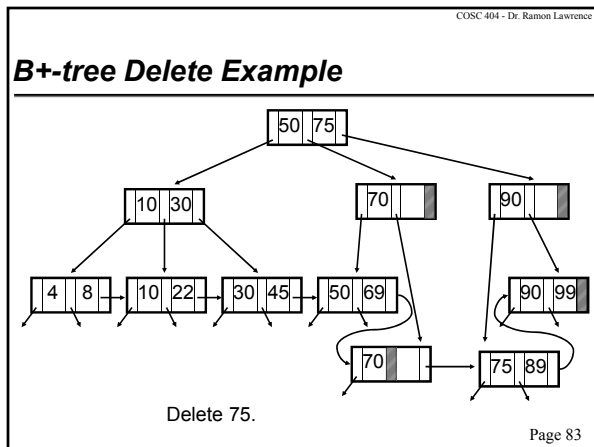 COSC 404 - Dr. Ramon Lawrence
B+-tree Delete Example
50 75
10 30
70
90
4 8
10 22
30 45
50 69
90 99
70
75 89
Delete 75.
Page 83